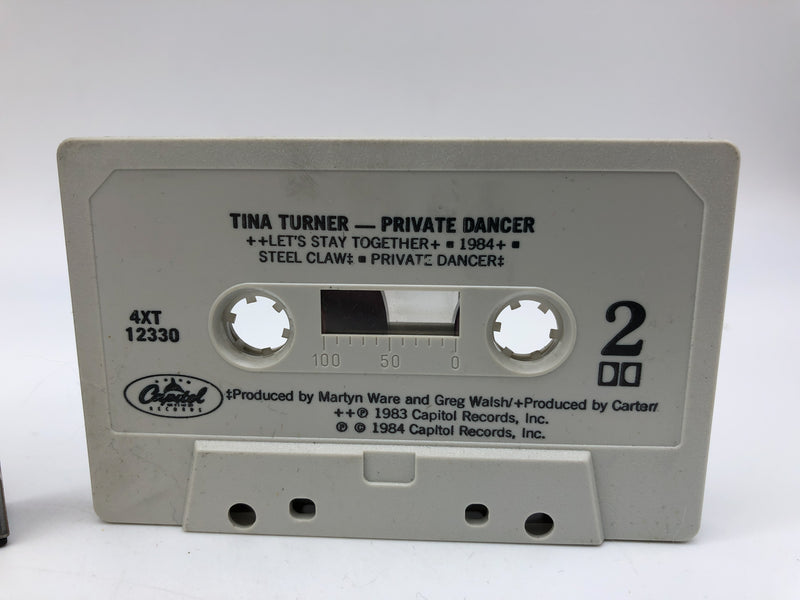 TINA TURNER — PRIVATE DANCER
++LET'S STAY TOGETHER+ ▪ 1984+ ▪
STEEL CLAW‡ ▪ PRIVATE DANCER‡
4XT
12330
100 50 0
2
Capitol
RECORDS
‡Produced by Martyn Ware and Greg Walsh/+Produced by Carter/
++℗ 1983 Capitol Records, Inc.
℗ © 1984 Capitol Records, Inc.